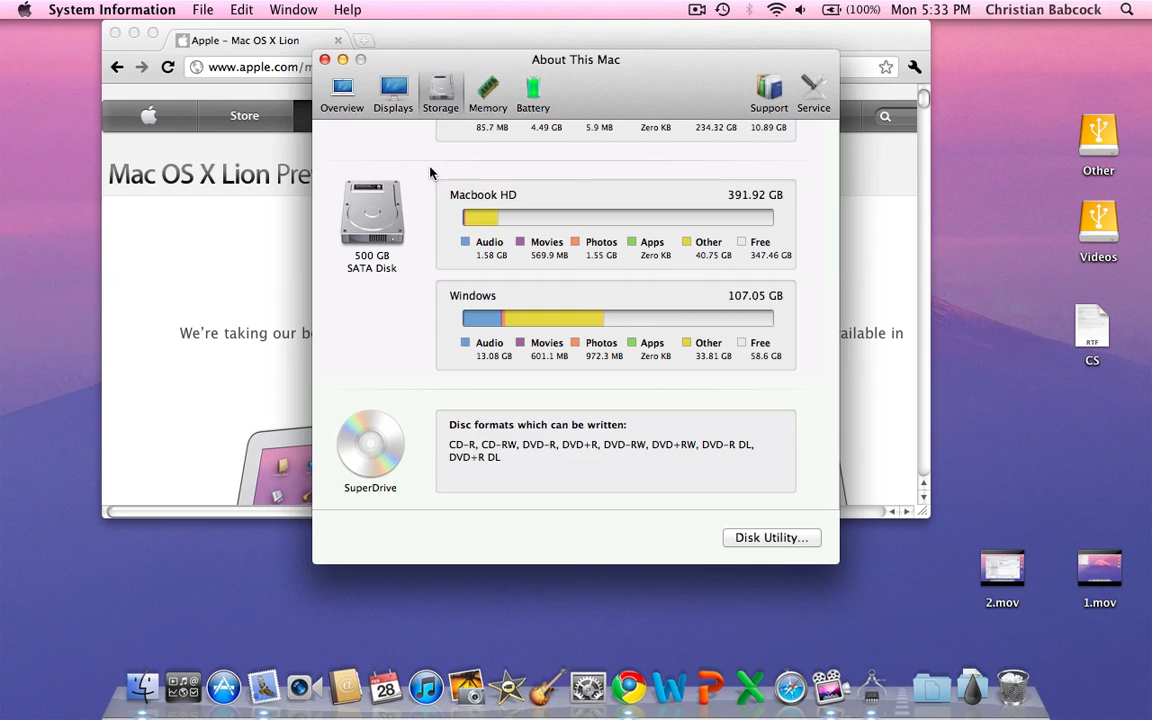 System Information File Edit Window Help (100%) Mon 5:33 PM Christian Babcock
Apple – Mac OS X Lion
www.apple.com/m
Store
Mac OS X Lion Pre
We're taking our b
ailable in
About This Mac
Overview Displays Storage Memory Battery Support Service
85.7 MB 4.49 GB 5.9 MB Zero KB 234.32 GB 10.89 GB
500 GB
SATA Disk
Macbook HD 391.92 GB
Audio Movies Photos Apps Other Free
1.58 GB 569.9 MB 1.55 GB Zero KB 40.75 GB 347.46 GB
Windows 107.05 GB
Audio Movies Photos Apps Other Free
13.08 GB 601.1 MB 972.3 MB Zero KB 33.81 GB 58.6 GB
SuperDrive
Disc formats which can be written:
CD-R, CD-RW, DVD-R, DVD+R, DVD-RW, DVD+RW, DVD-R DL,
DVD+R DL
Disk Utility...
Other
Videos
RTF
CS
2.mov
1.mov
FEB
28